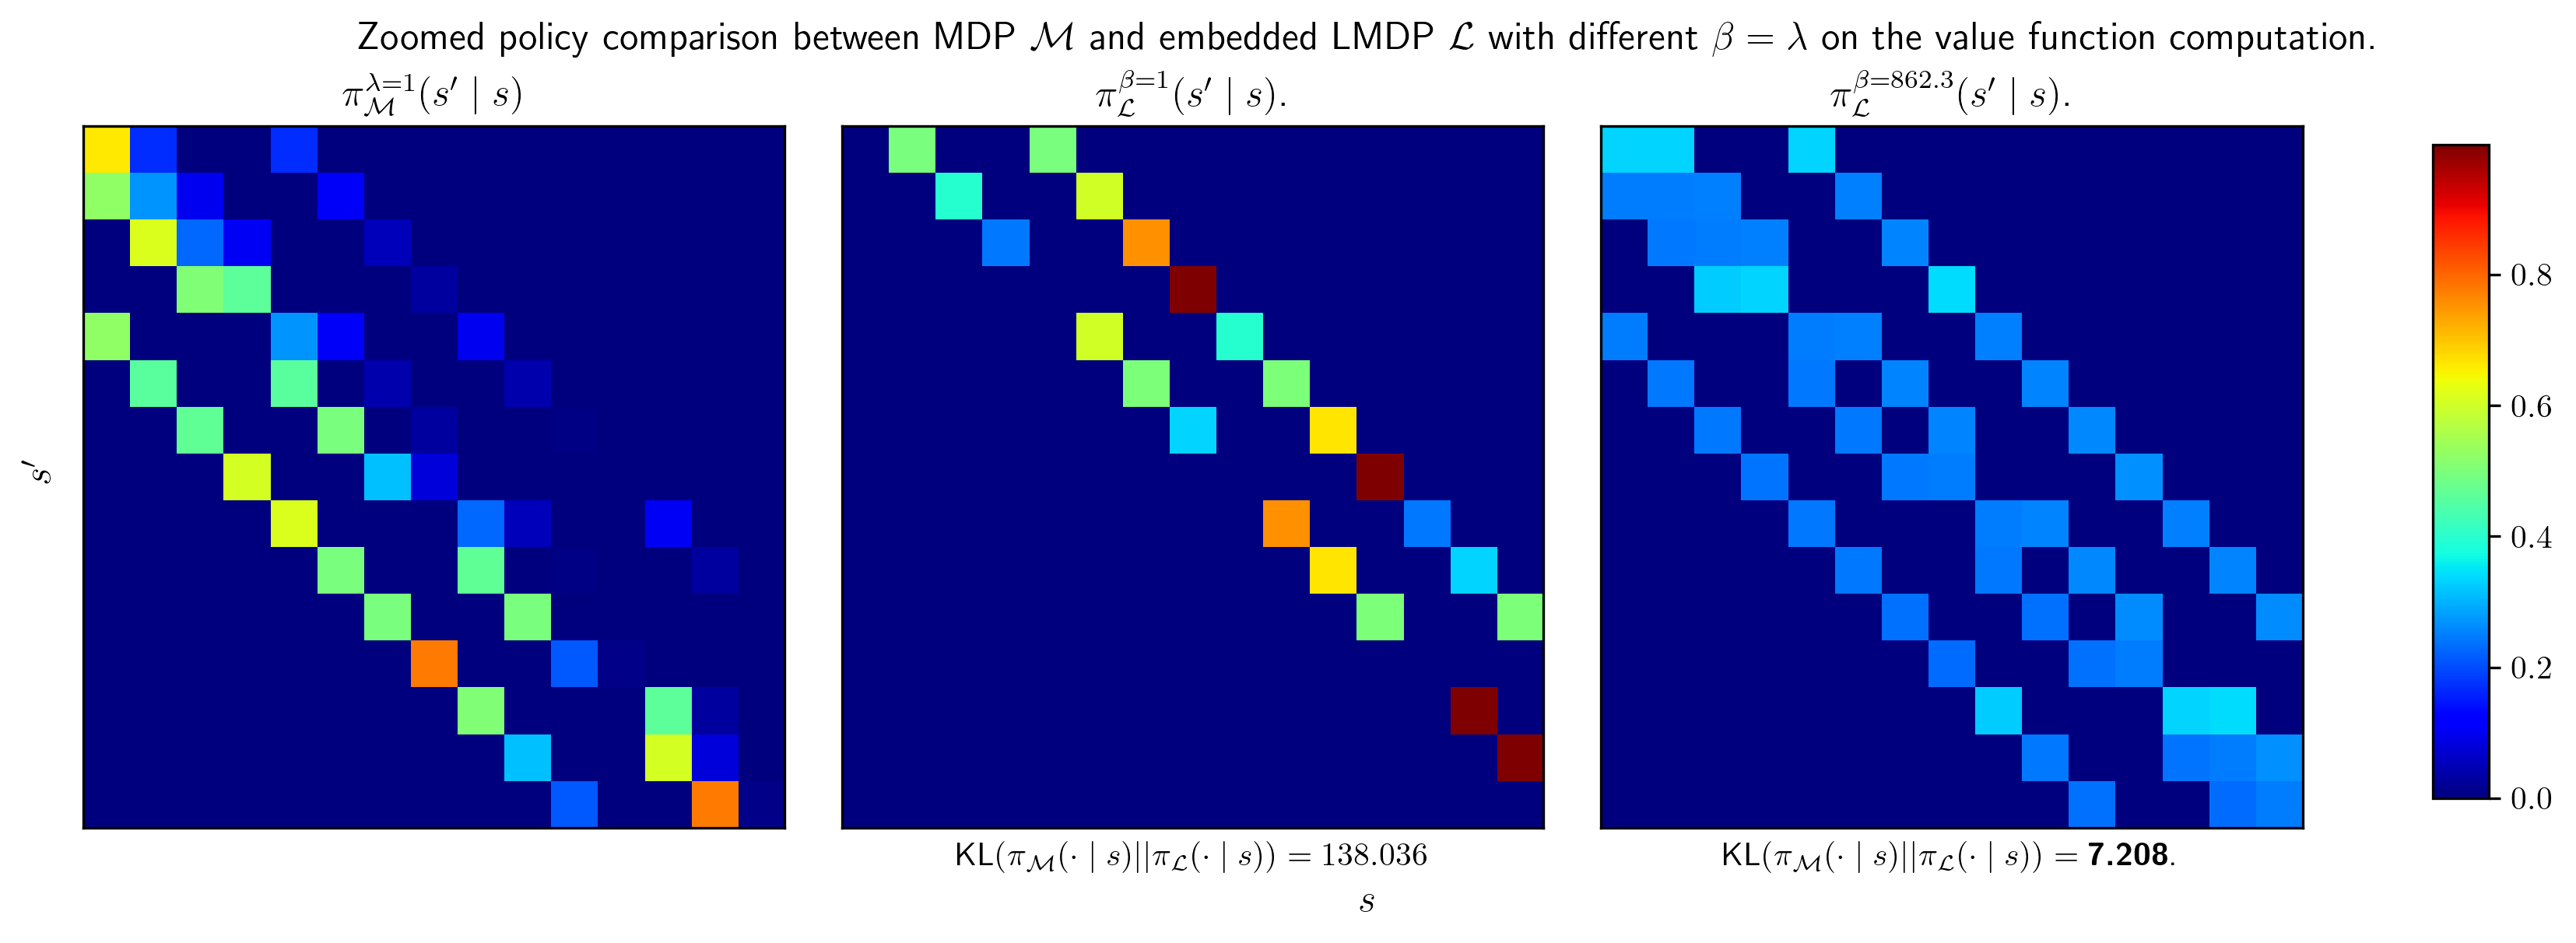 Zoomed policy comparison between MDP ℳ and embedded LMDP ℒ with different β = λ on the value function computation.
π_ℳ^{λ=1}(s′ | s)
π_ℒ^{β=1}(s′ | s).
π_ℒ^{β=862.3}(s′ | s).
s′
0.8
0.6
0.4
0.2
0.0
KL(π_ℳ(· | s)||π_ℒ(· | s)) = 138.036
KL(π_ℳ(· | s)||π_ℒ(· | s)) = 7.208.
s